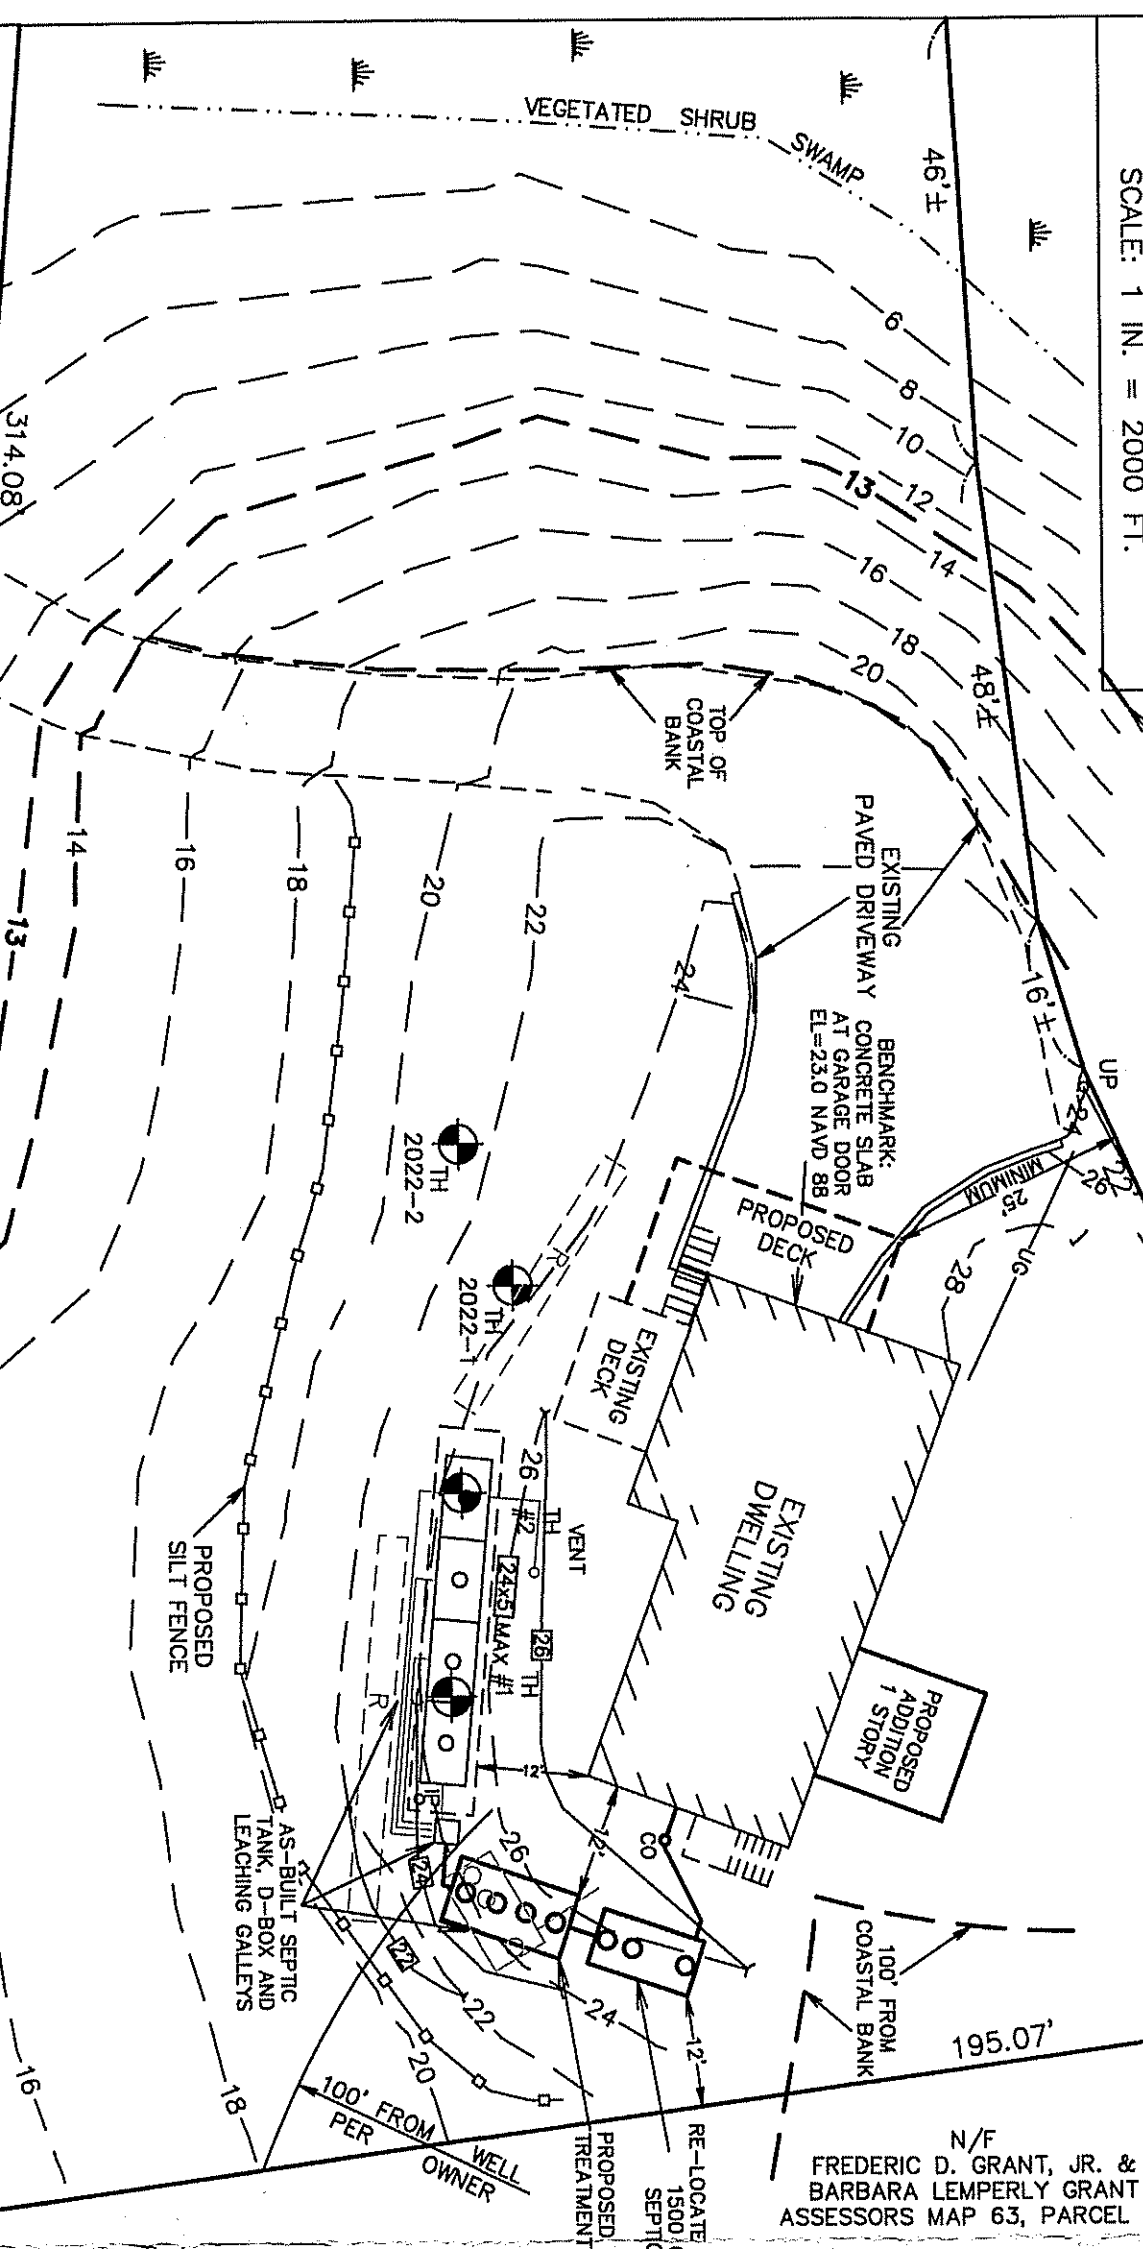 SCALE: 1 IN. = 2000 FT.
VEGETATED SHRUB SWAMP
46'±
6
8
10
12
13
14
16
18
20
48'±
314.08'
TOP OF
COASTAL
BANK
EXISTING
PAVED DRIVEWAY
BENCHMARK:
CONCRETE SLAB
AT GARAGE DOOR
EL=23.0 NAVD 88
16'±
UP
24
22
26
25'
MINIMUM
UG
28
13
14
16
18
20
22
24
TH
2022-2
TH
2022-1
R
PROPOSED
DECK
EXISTING
DECK
EXISTING
DWELLING
PROPOSED
ADDITION
1 STORY
26
VENT
TH
#2
24x5 MAX
TH
#1
26
12'
12'
CO
R
IP
24
26
22
22
24
20
12'
PROPOSED
SILT FENCE
AS-BUILT SEPTIC
TANK, D-BOX AND
LEACHING GALLEYS
100' FROM
COASTAL BANK
195.07'
16
18
100' FROM WELL
PER OWNER
PROPOSED
TREATMENT
RE-LOCATE
1500
SEPTIC
N/F
FREDERIC D. GRANT, JR. &
BARBARA LEMPERLY GRANT
ASSESSORS MAP 63, PARCEL